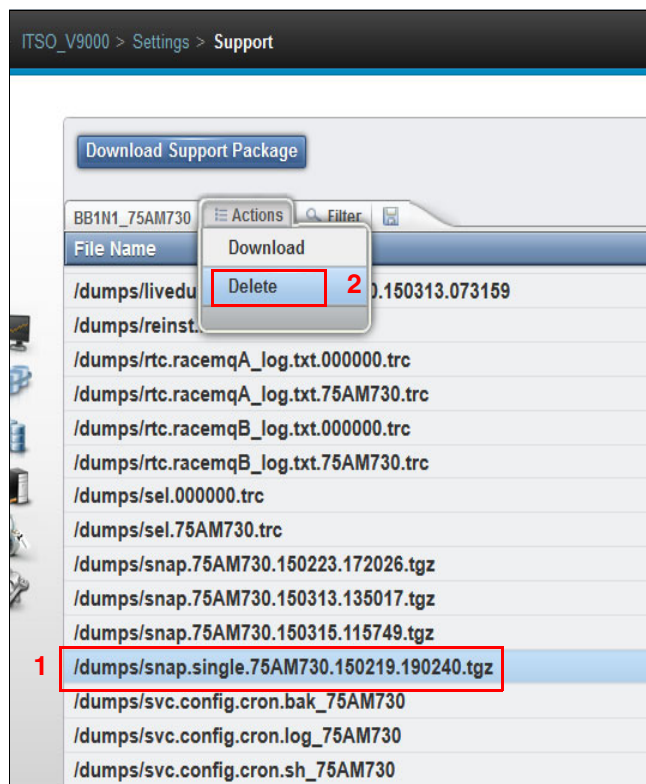 ITSO_V9000 > Settings > Support
Download Support Package
BB1N1_75AM730 Actions Filter
File Name Download
/dumps/livedu Delete 2 .150313.073159
/dumps/reinst.
/dumps/rtc.racemqA_log.txt.000000.trc
/dumps/rtc.racemqA_log.txt.75AM730.trc
/dumps/rtc.racemqB_log.txt.000000.trc
/dumps/rtc.racemqB_log.txt.75AM730.trc
/dumps/sel.000000.trc
/dumps/sel.75AM730.trc
/dumps/snap.75AM730.150223.172026.tgz
/dumps/snap.75AM730.150313.135017.tgz
/dumps/snap.75AM730.150315.115749.tgz
1 /dumps/snap.single.75AM730.150219.190240.tgz
/dumps/svc.config.cron.bak_75AM730
/dumps/svc.config.cron.log_75AM730
/dumps/svc.config.cron.sh_75AM730